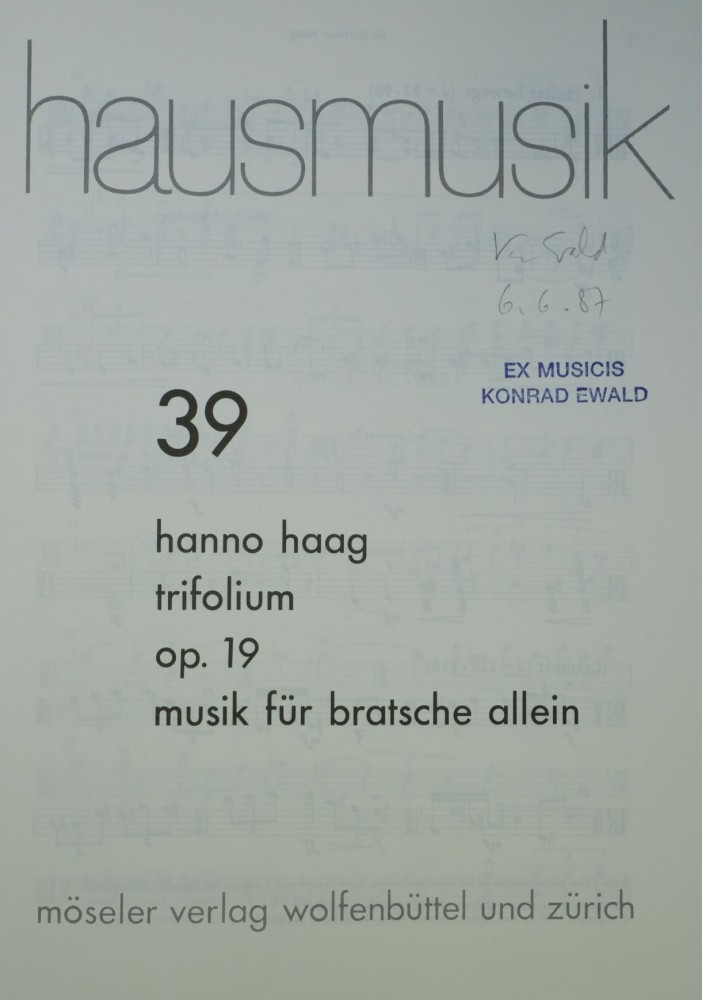 hausmusik
6. 6. 87
EX MUSICIS
KONRAD EWALD
39
hanno haag
trifolium
op. 19
musik für bratsche allein
möseler verlag wolfenbüttel und zürich